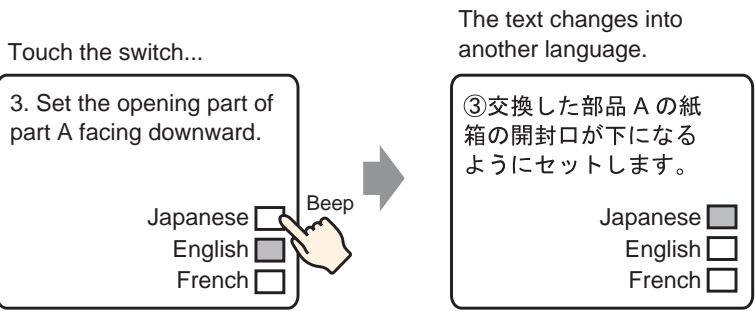 Touch the switch...
3. Set the opening part of
part A facing downward.
Japanese
English
French
Beep
The text changes into
another language.
③交換した部品 A の紙
箱の開封口が下になる
ようにセットします。
Japanese
English
French